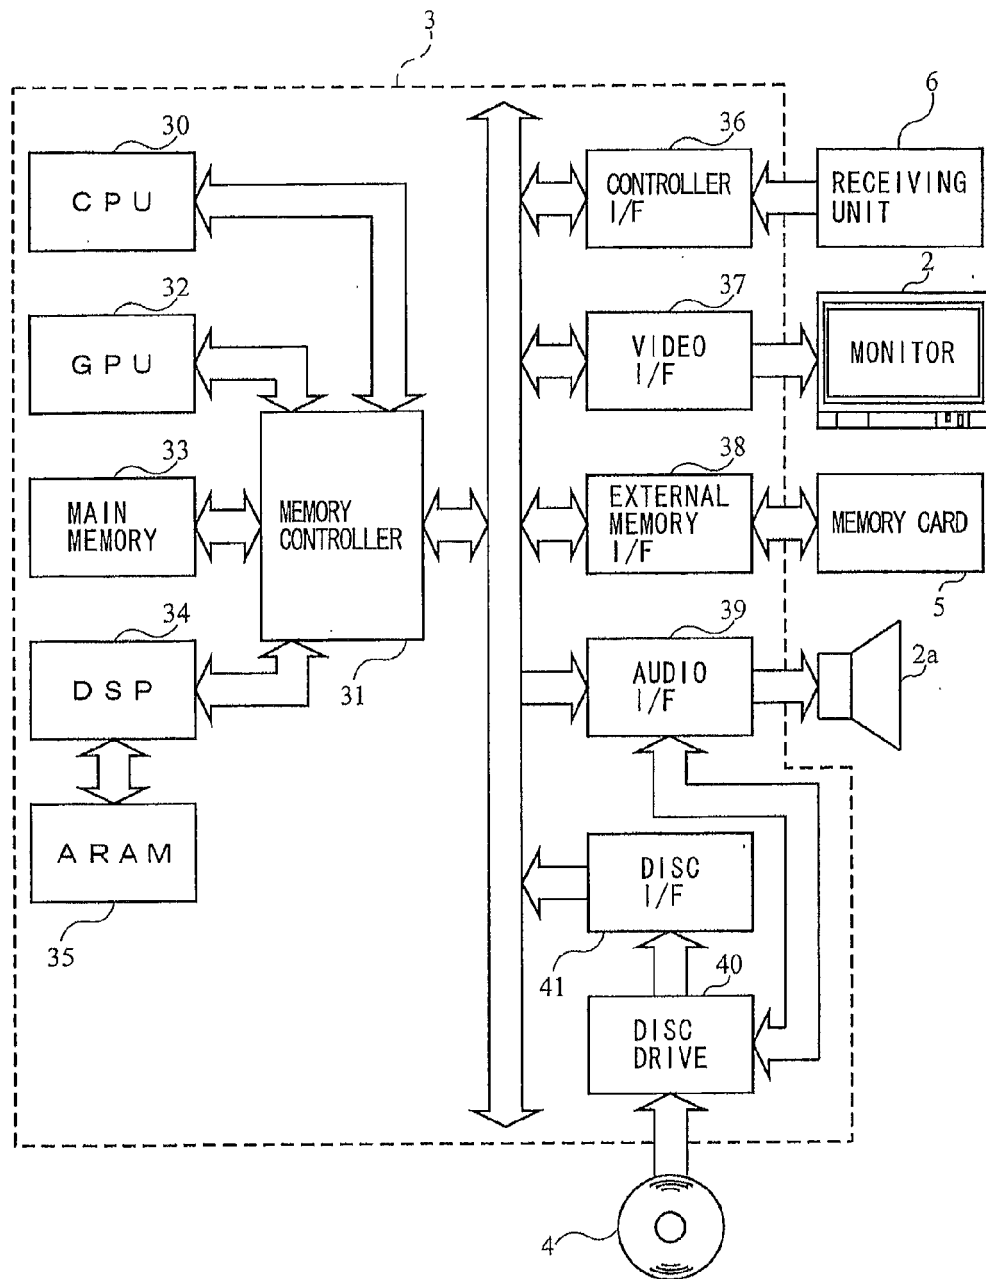 3
30
CPU
32
GPU
33
MAIN
MEMORY
34
DSP
ARAM
35
MEMORY
CONTROLLER
31
36
CONTROLLER
I/F
37
VIDEO
I/F
38
EXTERNAL
MEMORY
I/F
39
AUDIO
I/F
DISC
I/F
41
40
DISC
DRIVE
4
6
RECEIVING
UNIT
2
MONITOR
MEMORY CARD
5
2a